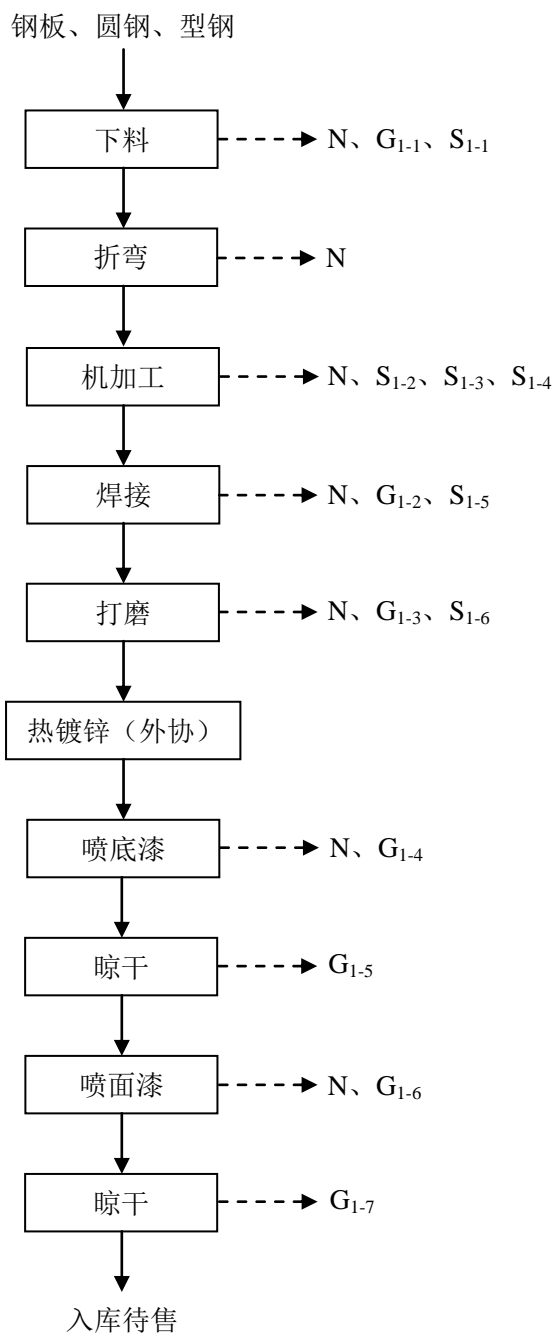 钢板、圆钢、型钢
下料
N、G1-1、S1-1
折弯
N
机加工
N、S1-2、S1-3、S1-4
焊接
N、G1-2、S1-5
打磨
N、G1-3、S1-6
热镀锌（外协）
喷底漆
N、G1-4
晾干
G1-5
喷面漆
N、G1-6
晾干
G1-7
入库待售